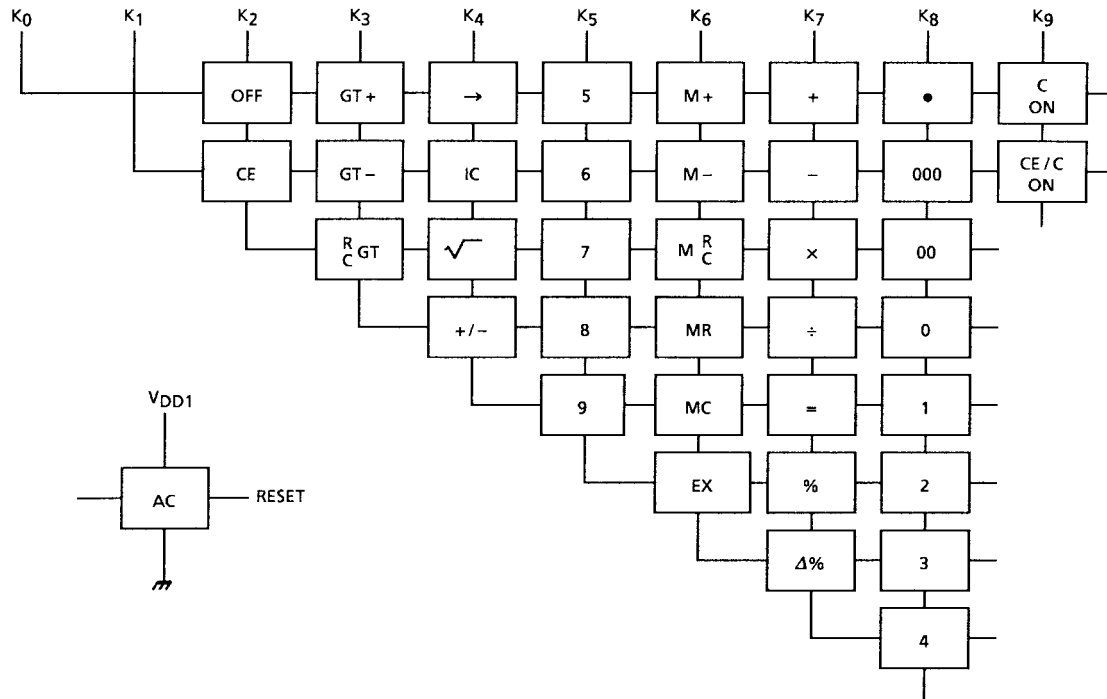 K0 K1 K2 K3 K4 K5 K6 K7 K8 K9
OFF GT+ → 5 M+ + • C ON
CE GT− IC 6 M− − 000 CE/C ON
R C GT √ 7 M R C × 00
+/− 8 MR ÷ 0
9 MC = 1
VDD1
EX % 2
AC RESET
Δ% 3
4